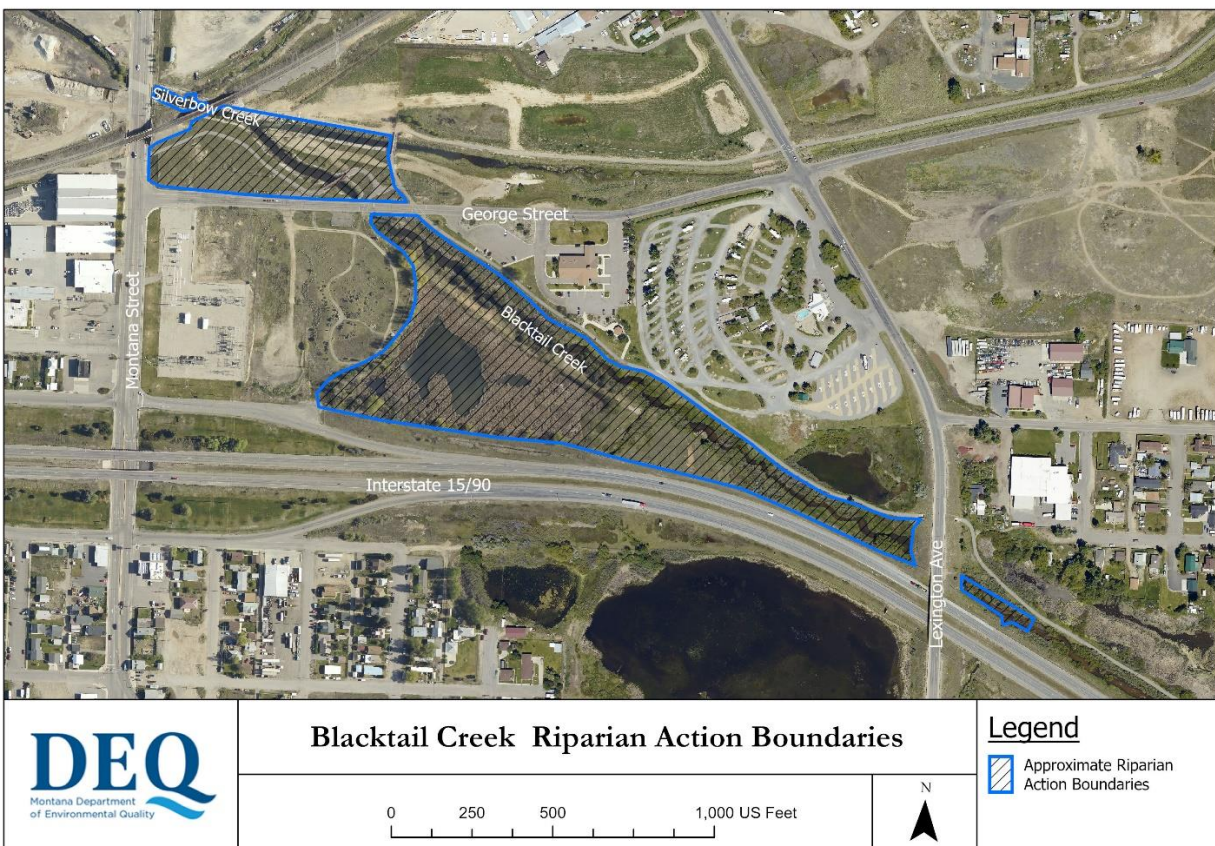 Silverbow Creek
George Street
Montana Street
Blacktail Creek
Interstate 15/90
Lexington Ave
DEQ
Montana Department
of Environmental Quality
Blacktail Creek Riparian Action Boundaries
0 250 500 1,000 US Feet
N
Legend
Approximate Riparian
Action Boundaries